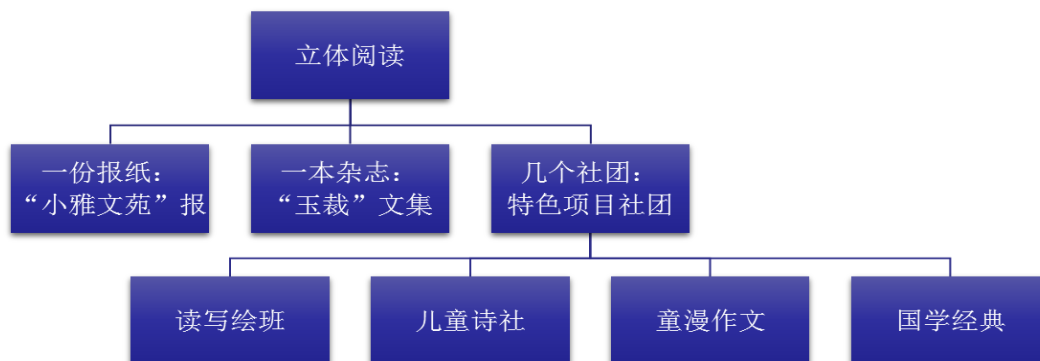 立体阅读
一份报纸：
“小雅文苑”报
一本杂志：
“玉裁”文集
几个社团：
特色项目社团
读写绘班
儿童诗社
童漫作文
国学经典